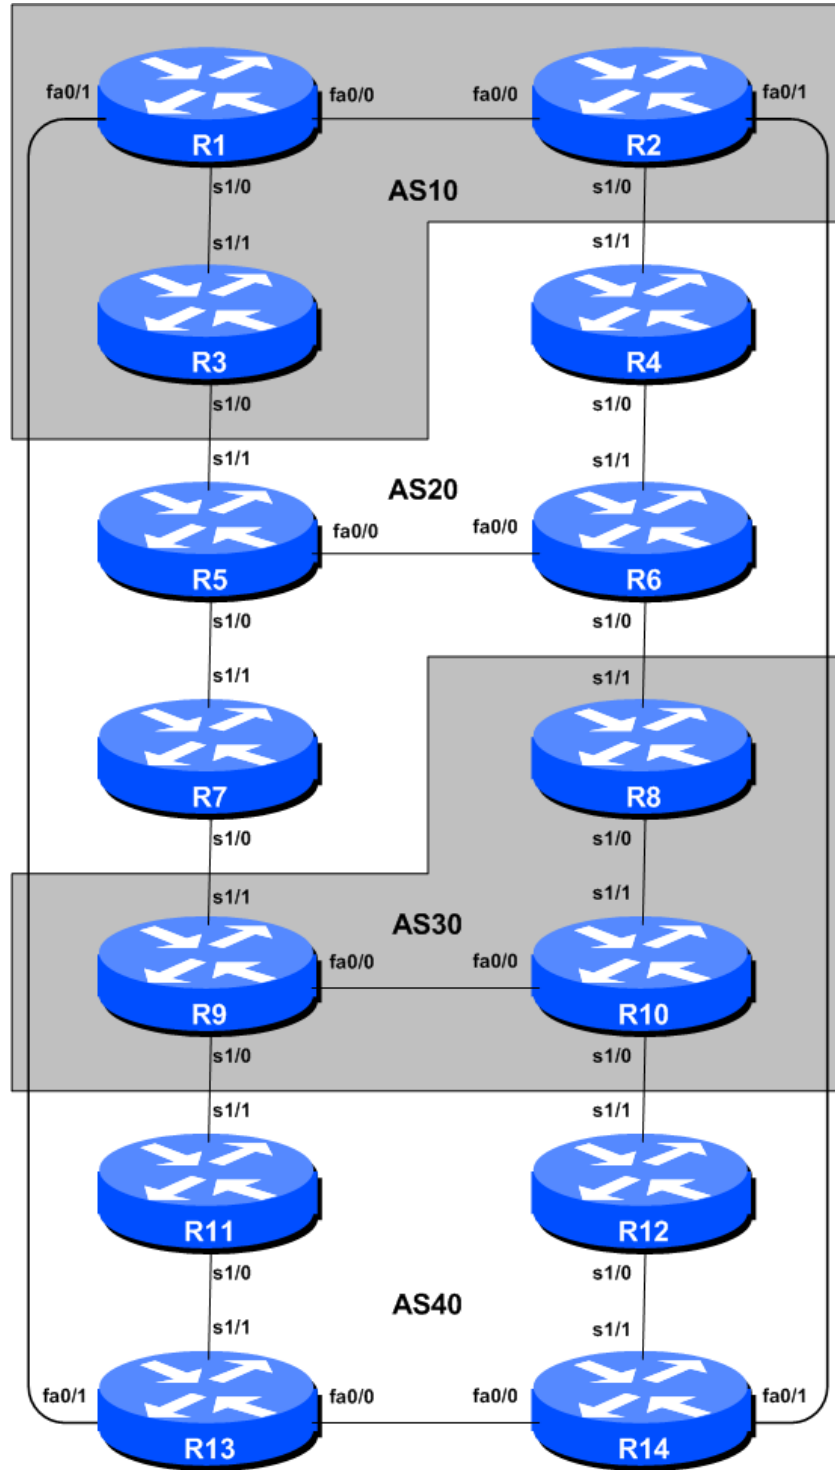 fa0/1
fa0/0
fa0/0
fa0/1
R1
R2
s1/0
AS10
s1/0
s1/1
s1/1
R3
R4
s1/0
s1/0
s1/1
AS20
s1/1
fa0/0
fa0/0
R5
R6
s1/0
s1/0
s1/1
s1/1
R7
R8
s1/0
s1/0
s1/1
AS30
s1/1
fa0/0
fa0/0
R9
R10
s1/0
s1/0
s1/1
s1/1
R11
R12
s1/0
s1/0
AS40
s1/1
s1/1
fa0/1
fa0/0
fa0/0
fa0/1
R13
R14